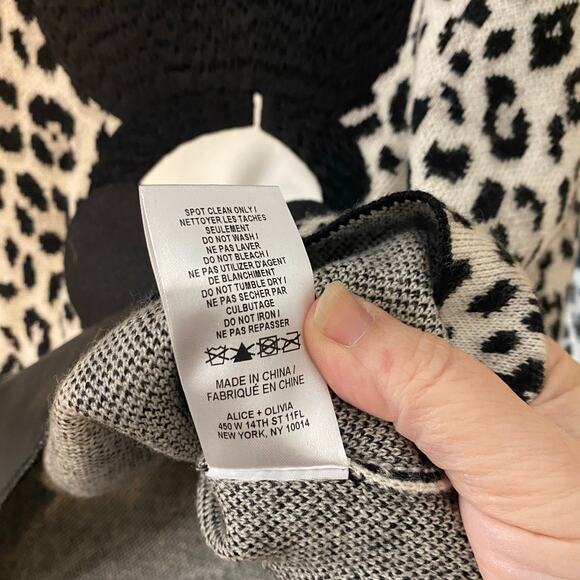 SPOT CLEAN ONLY /
NETTOYER LES TACHES
SEULEMENT
DO NOT WASH /
NE PAS LAVER
DO NOT BLEACH /
NE PAS UTILIZER D'AGENT
DE BLANCHIMENT
DO NOT TUMBLE DRY /
NE PAS SECHER PAR
CULBUTAGE
DO NOT IRON /
NE PAS REPASSER
MADE IN CHINA /
FABRIQUÉ EN CHINE
ALICE + OLIVIA
450 W 14TH ST 11FL
NEW YORK, NY 10014